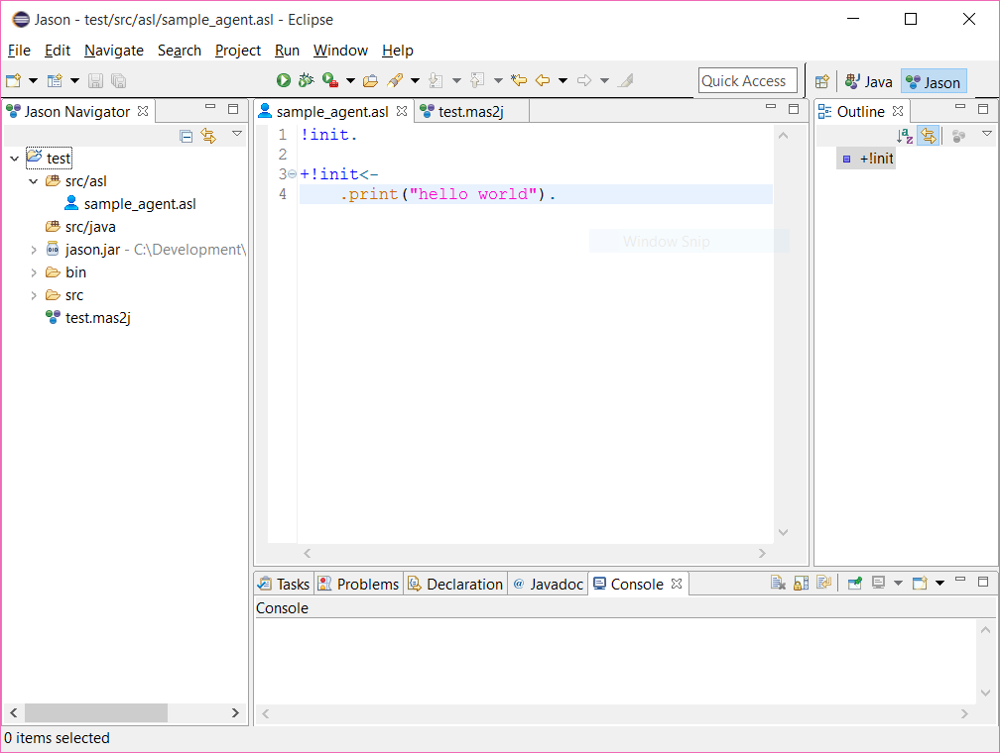 Jason - test/src/asl/sample_agent.asl - Eclipse
File Edit Navigate Search Project Run Window Help
Quick Access Java Jason
Jason Navigator
test
src/asl
sample_agent.asl
src/java
jason.jar - C:\Development\
bin
src
test.mas2j
sample_agent.asl test.mas2j
1 !init.
2
3 +!init<-
4 .print("hello world").
Window Snip
Outline
+!init
Tasks Problems Declaration @ Javadoc Console
Console
0 items selected